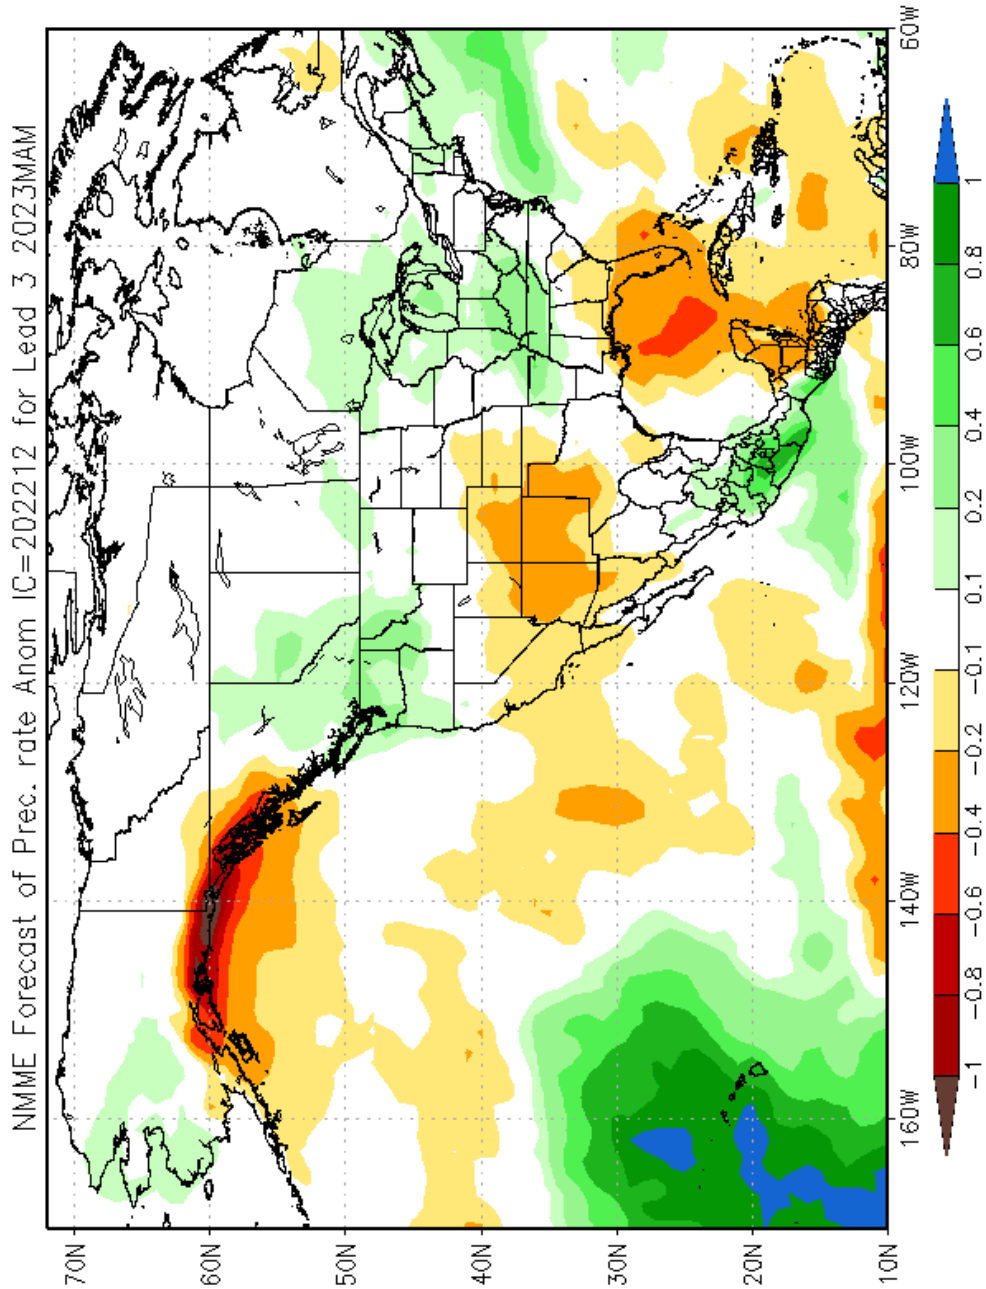 NMME Forecast of Prec. rate Anom IC=202212 for Lead 3 2023MAM
70N
60N
50N
40N
30N
20N
10N
160W
140W
120W
100W
80W
60W
-1
-0.8
-0.6
-0.4
-0.2
-0.1
0.1
0.2
0.4
0.6
0.8
1